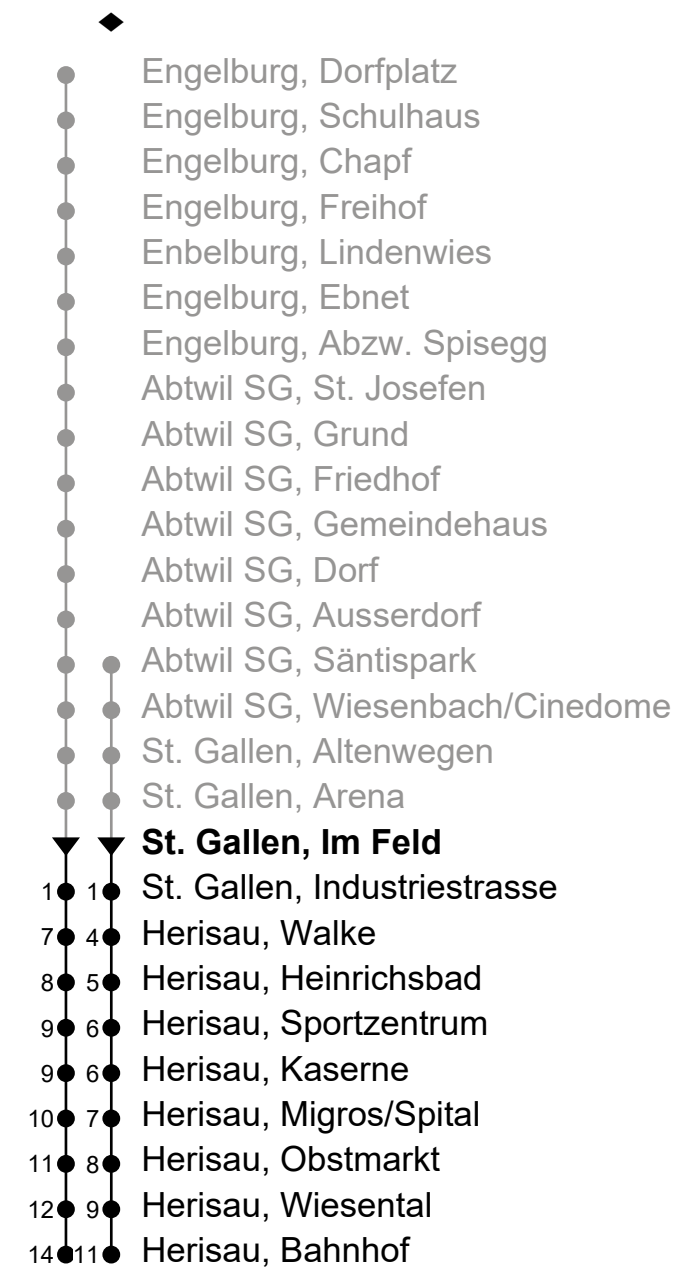 Engelburg, Dorfplatz
Engelburg, Schulhaus
Engelburg, Chapf
Engelburg, Freihof
Enbelburg, Lindenwies
Engelburg, Ebnet
Engelburg, Abzw. Spisegg
Abtwil SG, St. Josefen
Abtwil SG, Grund
Abtwil SG, Friedhof
Abtwil SG, Gemeindehaus
Abtwil SG, Dorf
Abtwil SG, Ausserdorf
Abtwil SG, Säntispark
Abtwil SG, Wiesenbach/Cinedome
St. Gallen, Altenwegen
St. Gallen, Arena
St. Gallen, Im Feld
1 1 St. Gallen, Industriestrasse
7 4 Herisau, Walke
8 5 Herisau, Heinrichsbad
9 6 Herisau, Sportzentrum
9 6 Herisau, Kaserne
10 7 Herisau, Migros/Spital
11 8 Herisau, Obstmarkt
12 9 Herisau, Wiesental
14 11 Herisau, Bahnhof